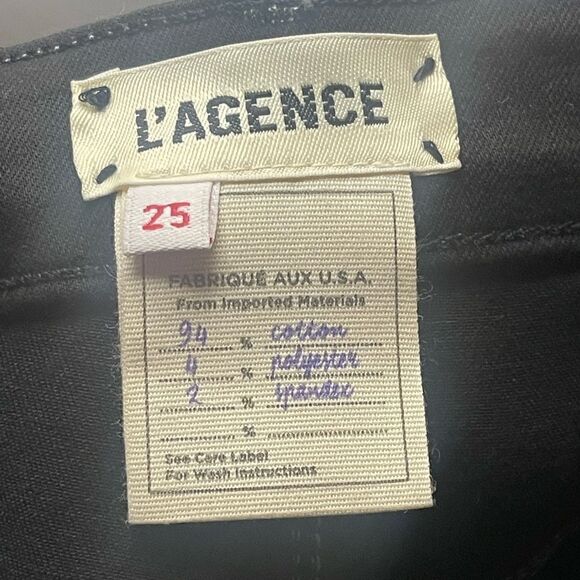 L'AGENCE
25
FABRIQUÉ AUX U.S.A.
From Imported Materials
94 % cotton
4 % polyester
2 % spandex
%
See Care Label
For Wash Instructions